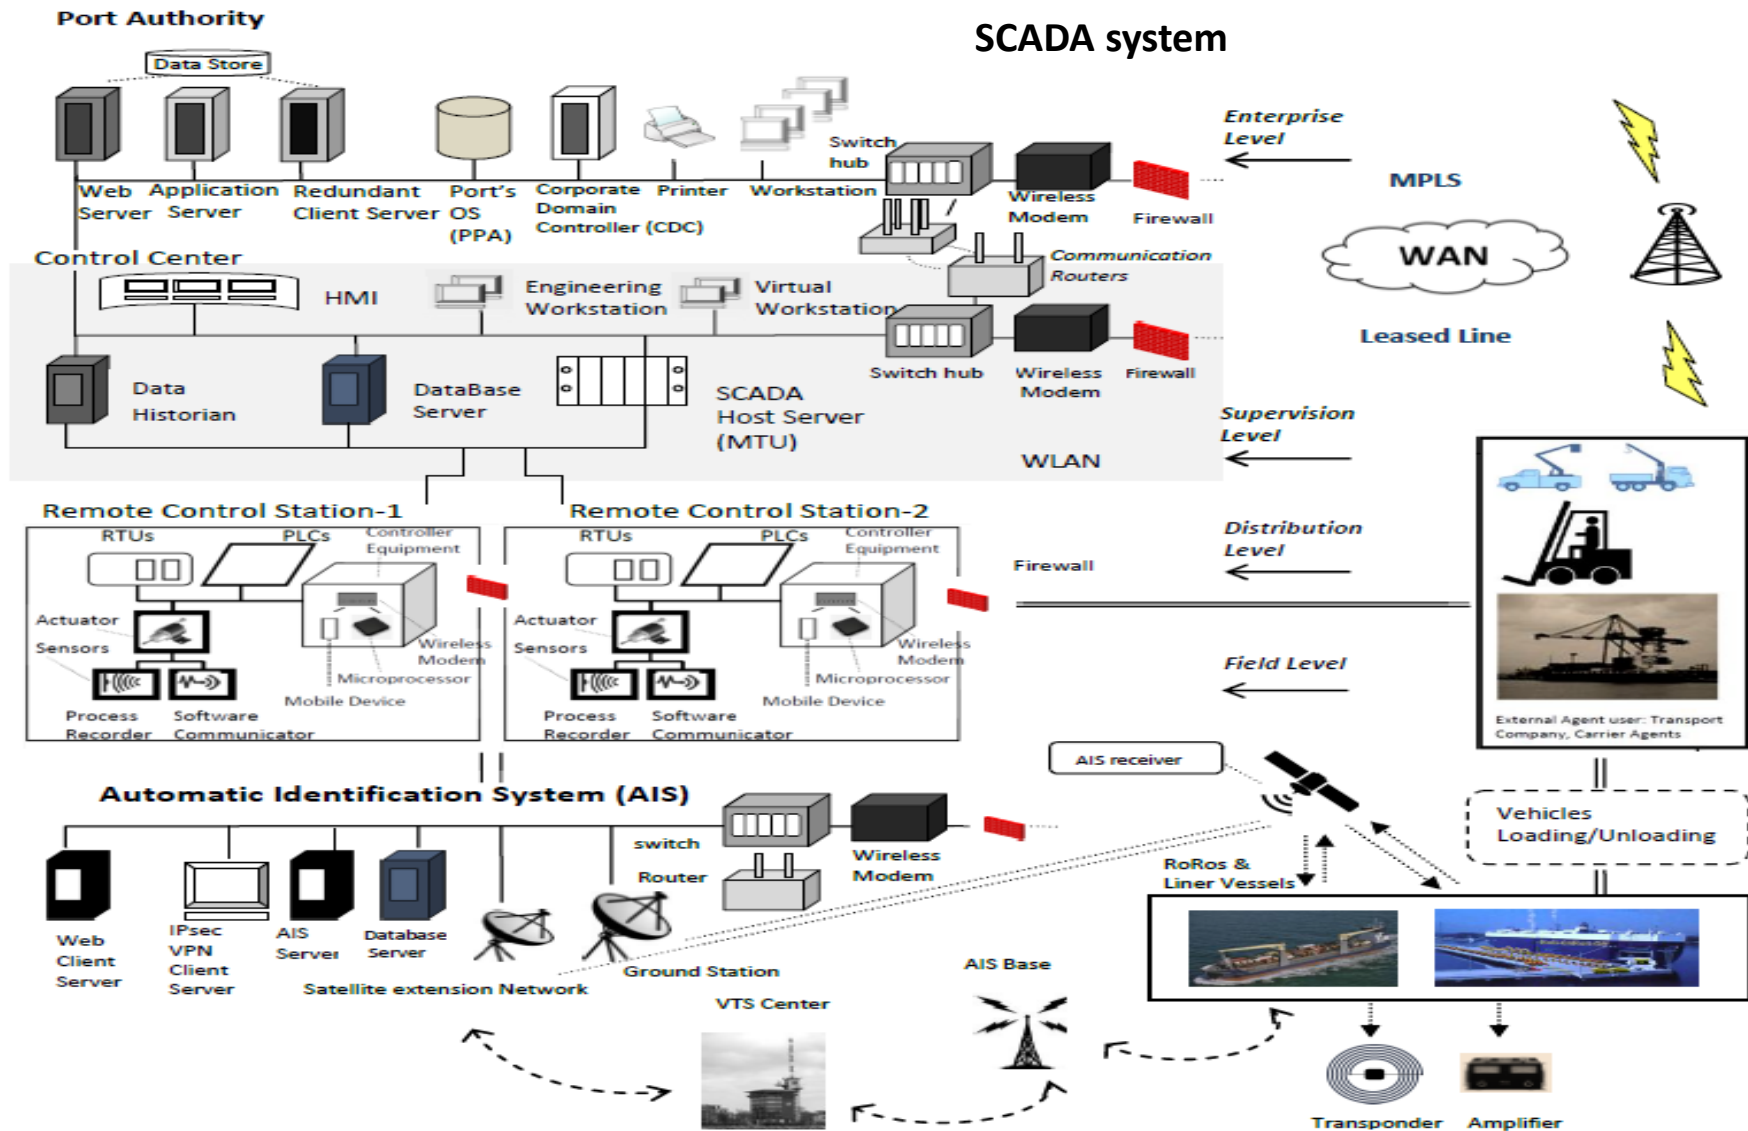 Port Authority
SCADA system
Data Store
Enterprise
Level
Switch
hub
Web
Server
Application
Server
Redundant
Client Server
Port's
OS
(PPA)
Corporate
Domain
Controller (CDC)
Printer
Workstation
Wireless
Modem
Firewall
MPLS
WAN
Leased Line
Communication
Routers
Control Center
HMI
Engineering
Workstation
Virtual
Workstation
Data
Historian
DataBase
Server
SCADA
Host Server
(MTU)
Switch hub
Wireless
Modem
Firewall
WLAN
Supervision
Level
Remote Control Station-1
RTUs
PLCs
Controller
Equipment
Actuator
Sensors
Wireless
Modem
Microprocessor
Mobile Device
Process
Recorder
Software
Communicator
Remote Control Station-2
RTUs
PLCs
Controller
Equipment
Actuator
Sensors
Wireless
Modem
Microprocessor
Mobile Device
Process
Recorder
Software
Communicator
Firewall
Distribution
Level
Field Level
External Agent user: Transport
Company, Carrier Agents
AIS receiver
Vehicles
Loading/Unloading
Automatic Identification System (AIS)
switch
Router
Wireless
Modem
RoRos &
Liner Vessels
Web
Client
Server
IPsec
VPN
Client
Server
AIS
Server
Database
Server
Satellite extension Network
Ground Station
VTS Center
AIS Base
Transponder
Amplifier